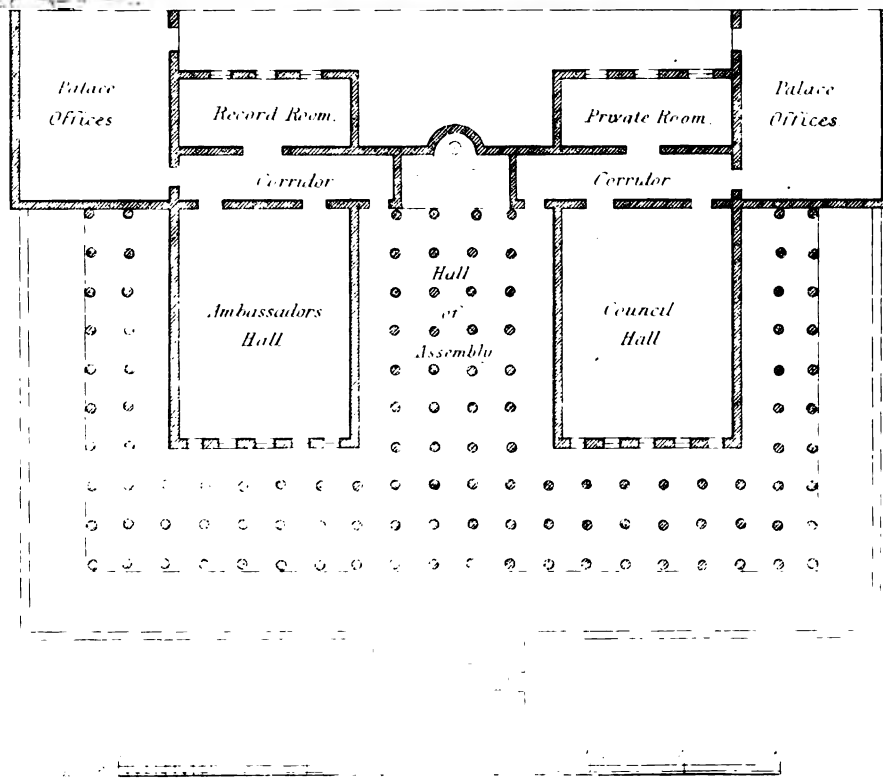 Palace
Offices
Record Room.
Private Room.
Palace
Offices
Corridor
Corridor
Ambassadors
Hall
Hall
of
Assembly
Council
Hall